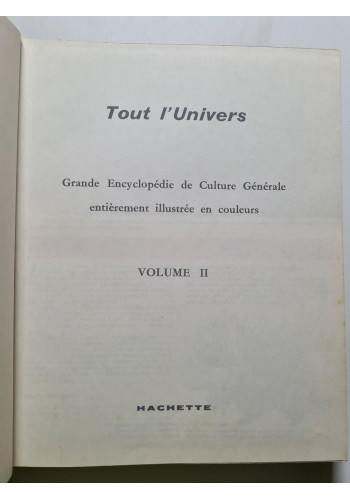 Tout l'Univers
Grande Encyclopédie de Culture Générale
entièrement illustrée en couleurs
VOLUME II
HACHETTE